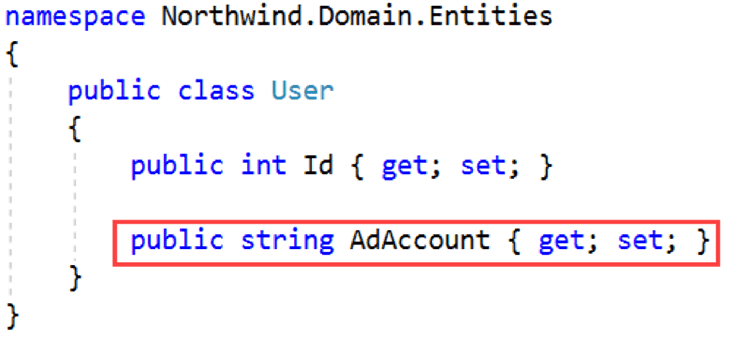 namespace Northwind.Domain.Entities
{
public class User
{
public int Id { get; set; }
public string AdAccount { get; set; }
}
}